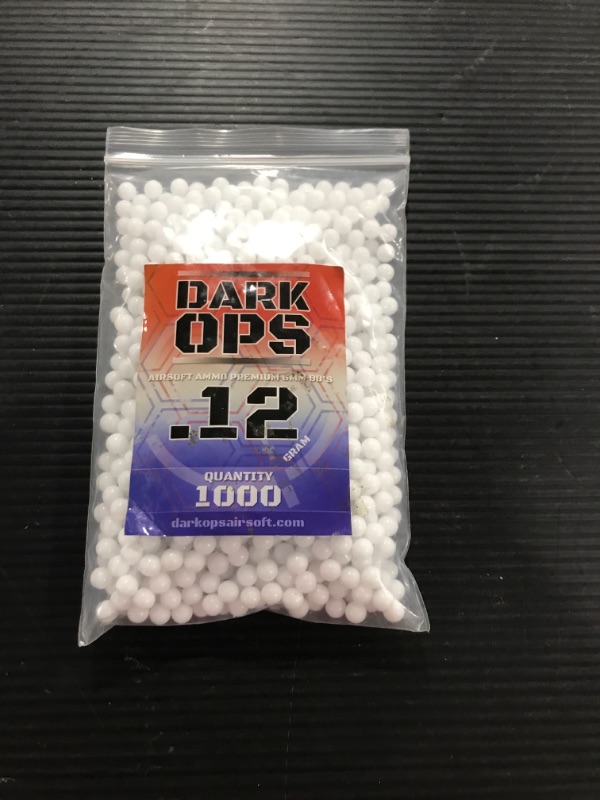 DARK
OPS
AIRSOFT AMMO PREMIUM 6MM BB'S
.12
GRAM
QUANTITY
1000
darkopsairsoft.com